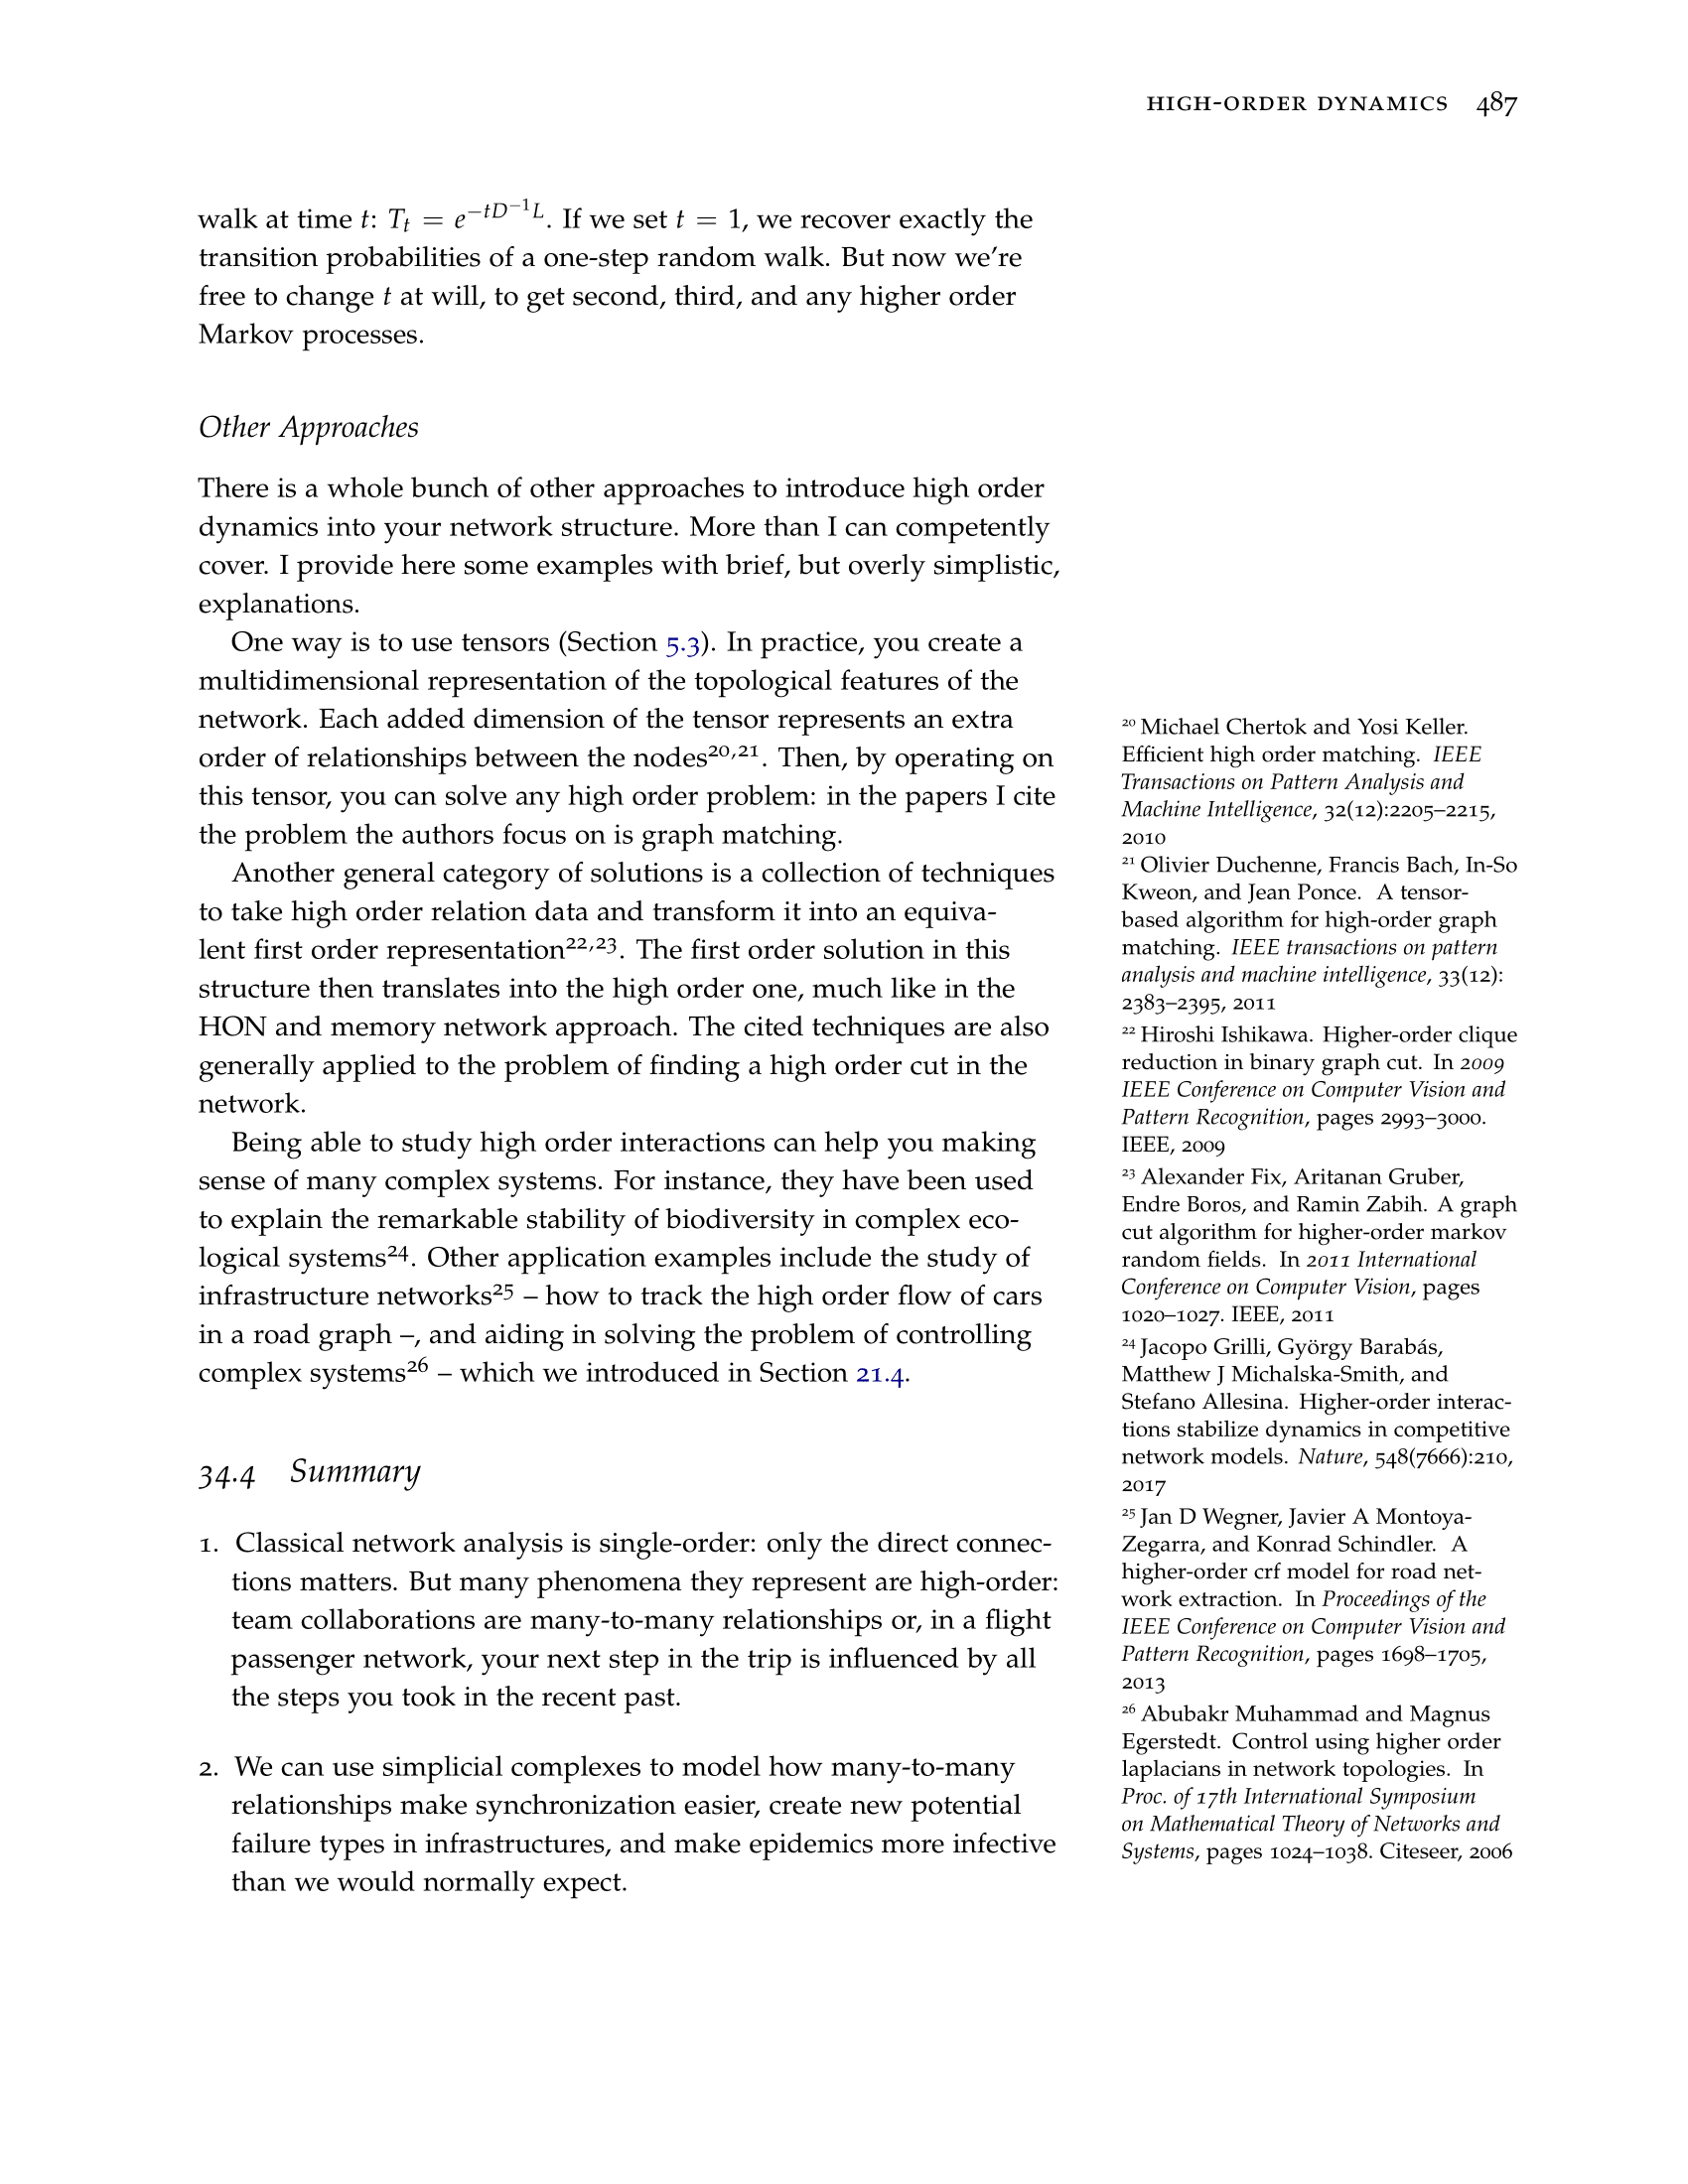 HIGH-ORDER DYNAMICS 487
walk at time t: T_t = e^{−tD^{−1}L}. If we set t = 1, we recover exactly the
transition probabilities of a one-step random walk. But now we're
free to change t at will, to get second, third, and any higher order
Markov processes.
Other Approaches
There is a whole bunch of other approaches to introduce high order
dynamics into your network structure. More than I can competently
cover. I provide here some examples with brief, but overly simplistic,
explanations.
One way is to use tensors (Section 5.3). In practice, you create a
multidimensional representation of the topological features of the
network. Each added dimension of the tensor represents an extra
order of relationships between the nodes20,21. Then, by operating on
this tensor, you can solve any high order problem: in the papers I cite
the problem the authors focus on is graph matching.
Another general category of solutions is a collection of techniques
to take high order relation data and transform it into an equiva-
lent first order representation22,23. The first order solution in this
structure then translates into the high order one, much like in the
HON and memory network approach. The cited techniques are also
generally applied to the problem of finding a high order cut in the
network.
Being able to study high order interactions can help you making
sense of many complex systems. For instance, they have been used
to explain the remarkable stability of biodiversity in complex eco-
logical systems24. Other application examples include the study of
infrastructure networks25 – how to track the high order flow of cars
in a road graph –, and aiding in solving the problem of controlling
complex systems26 – which we introduced in Section 21.4.
34.4 Summary
1. Classical network analysis is single-order: only the direct connec-
tions matters. But many phenomena they represent are high-order:
team collaborations are many-to-many relationships or, in a flight
passenger network, your next step in the trip is influenced by all
the steps you took in the recent past.
2. We can use simplicial complexes to model how many-to-many
relationships make synchronization easier, create new potential
failure types in infrastructures, and make epidemics more infective
than we would normally expect.
20 Michael Chertok and Yosi Keller.
Efficient high order matching. IEEE
Transactions on Pattern Analysis and
Machine Intelligence, 32(12):2205–2215,
2010
21 Olivier Duchenne, Francis Bach, In-So
Kweon, and Jean Ponce. A tensor-
based algorithm for high-order graph
matching. IEEE transactions on pattern
analysis and machine intelligence, 33(12):
2383–2395, 2011
22 Hiroshi Ishikawa. Higher-order clique
reduction in binary graph cut. In 2009
IEEE Conference on Computer Vision and
Pattern Recognition, pages 2993–3000.
IEEE, 2009
23 Alexander Fix, Aritanan Gruber,
Endre Boros, and Ramin Zabih. A graph
cut algorithm for higher-order markov
random fields. In 2011 International
Conference on Computer Vision, pages
1020–1027. IEEE, 2011
24 Jacopo Grilli, György Barabás,
Matthew J Michalska-Smith, and
Stefano Allesina. Higher-order interac-
tions stabilize dynamics in competitive
network models. Nature, 548(7666):210,
2017
25 Jan D Wegner, Javier A Montoya-
Zegarra, and Konrad Schindler. A
higher-order crf model for road net-
work extraction. In Proceedings of the
IEEE Conference on Computer Vision and
Pattern Recognition, pages 1698–1705,
2013
26 Abubakr Muhammad and Magnus
Egerstedt. Control using higher order
laplacians in network topologies. In
Proc. of 17th International Symposium
on Mathematical Theory of Networks and
Systems, pages 1024–1038. Citeseer, 2006